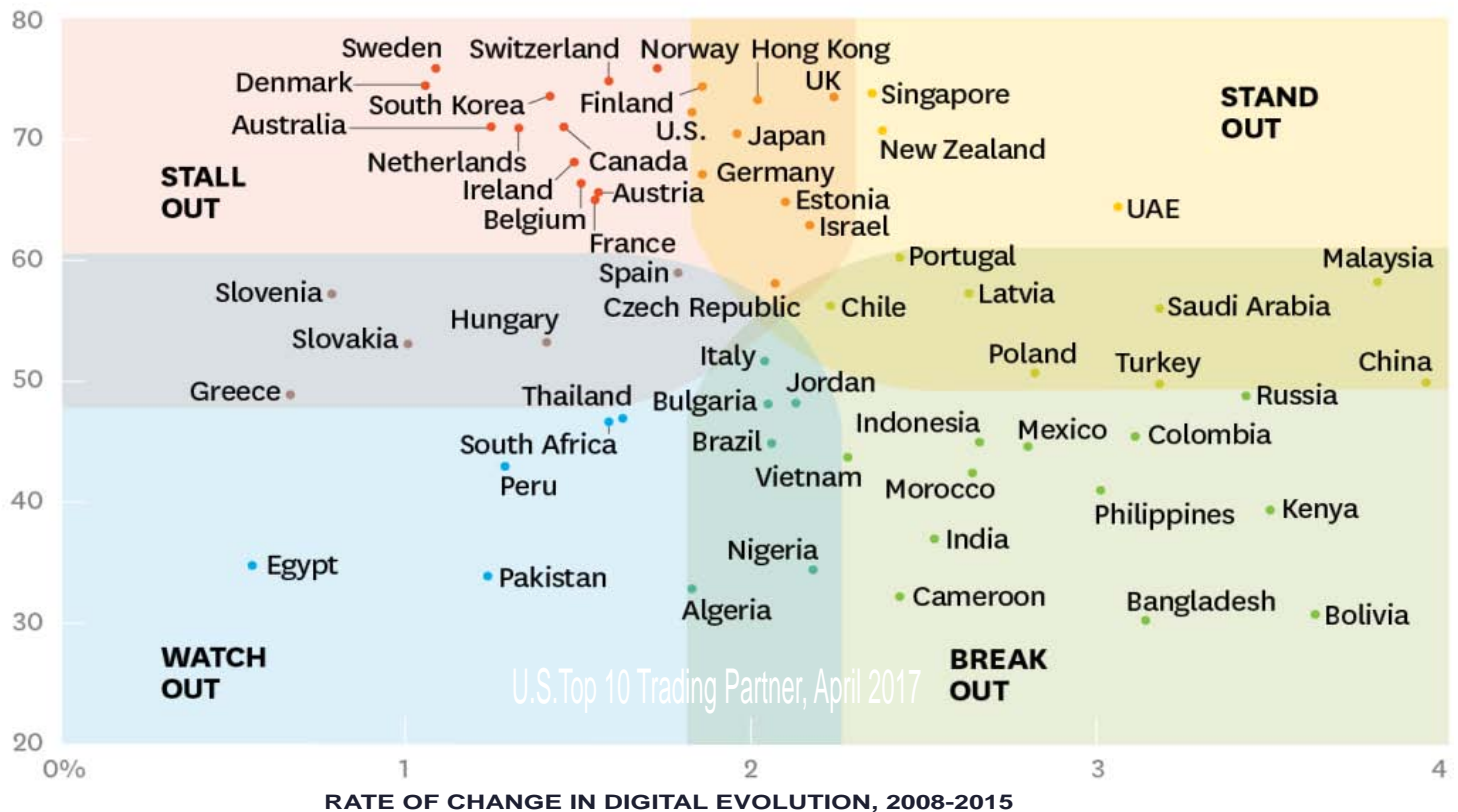 80
Sweden
Switzerland
Norway
Hong Kong
Denmark
UK
South Korea
Finland
Singapore
STAND
OUT
Australia
U.S.
Japan
70
New Zealand
Netherlands
Canada
STALL
OUT
Ireland
Germany
Austria
Belgium
Estonia
UAE
Israel
France
60
Portugal
Malaysia
Spain
Slovenia
Czech Republic
Chile
Latvia
Saudi Arabia
Hungary
Slovakia
Italy
Poland
Turkey
China
50
Greece
Thailand
Jordan
Bulgaria
Russia
Indonesia
Mexico
Colombia
South Africa
Brazil
Vietnam
Peru
Morocco
40
Philippines
Kenya
India
Nigeria
Egypt
Pakistan
Cameroon
Algeria
Bangladesh
Bolivia
30
WATCH
OUT
BREAK
OUT
U.S.Top 10 Trading Partner, April 2017
20
0%
1
2
3
4
RATE OF CHANGE IN DIGITAL EVOLUTION, 2008-2015